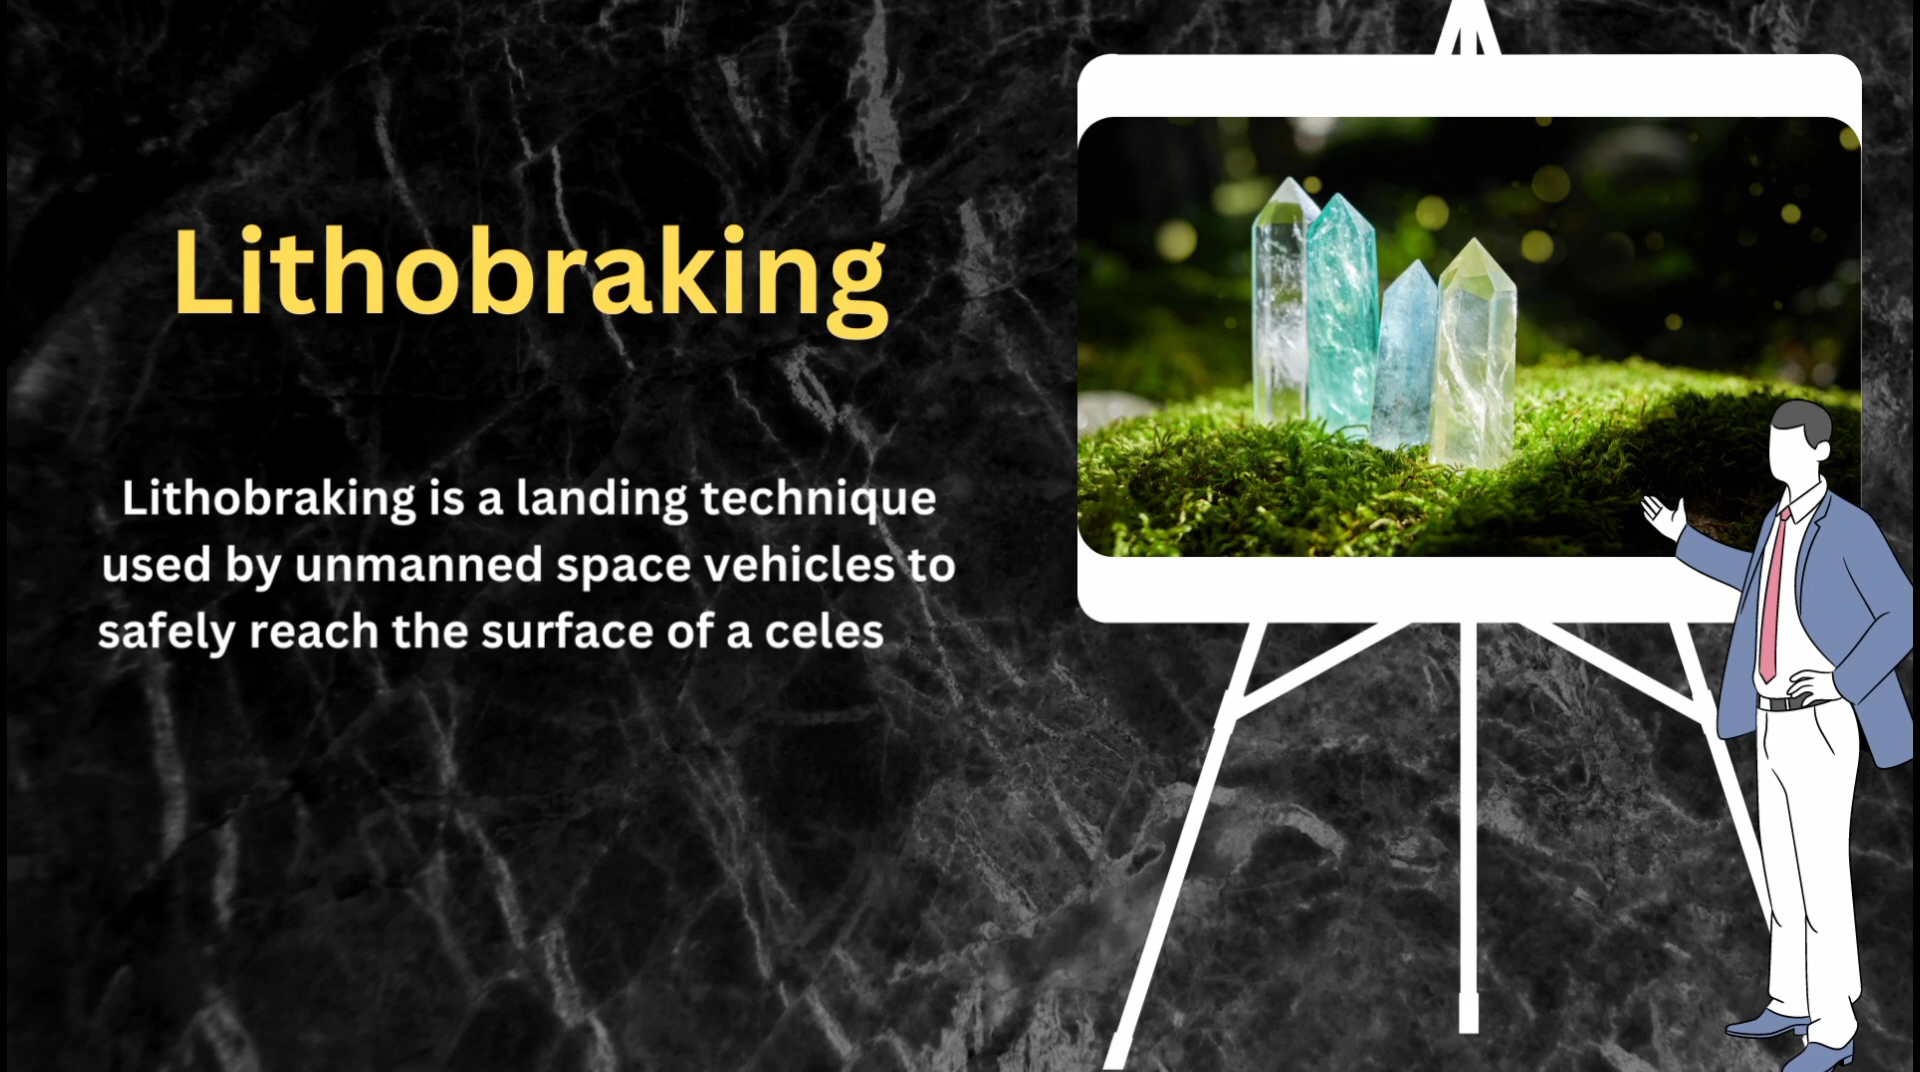 Lithobraking
Lithobraking is a landing technique
used by unmanned space vehicles to
safely reach the surface of a celes